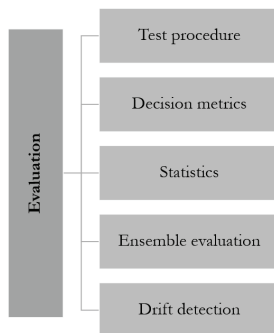 Evaluation
Test procedure
Decision metrics
Statistics
Ensemble evaluation
Drift detection